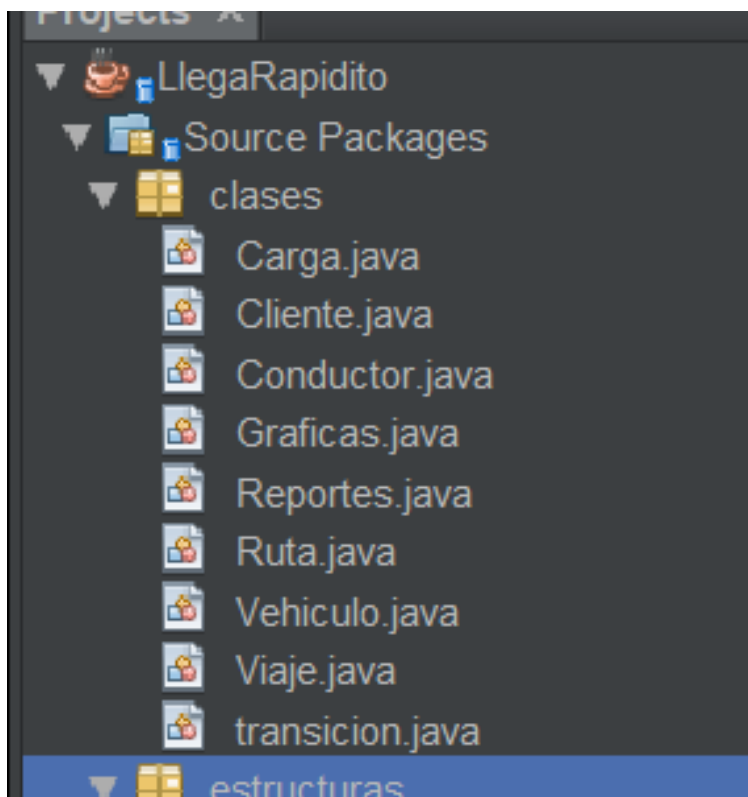 Projects
LlegaRapidito
Source Packages
clases
Carga.java
Cliente.java
Conductor.java
Graficas.java
Reportes.java
Ruta.java
Vehiculo.java
Viaje.java
transicion.java
estructuras